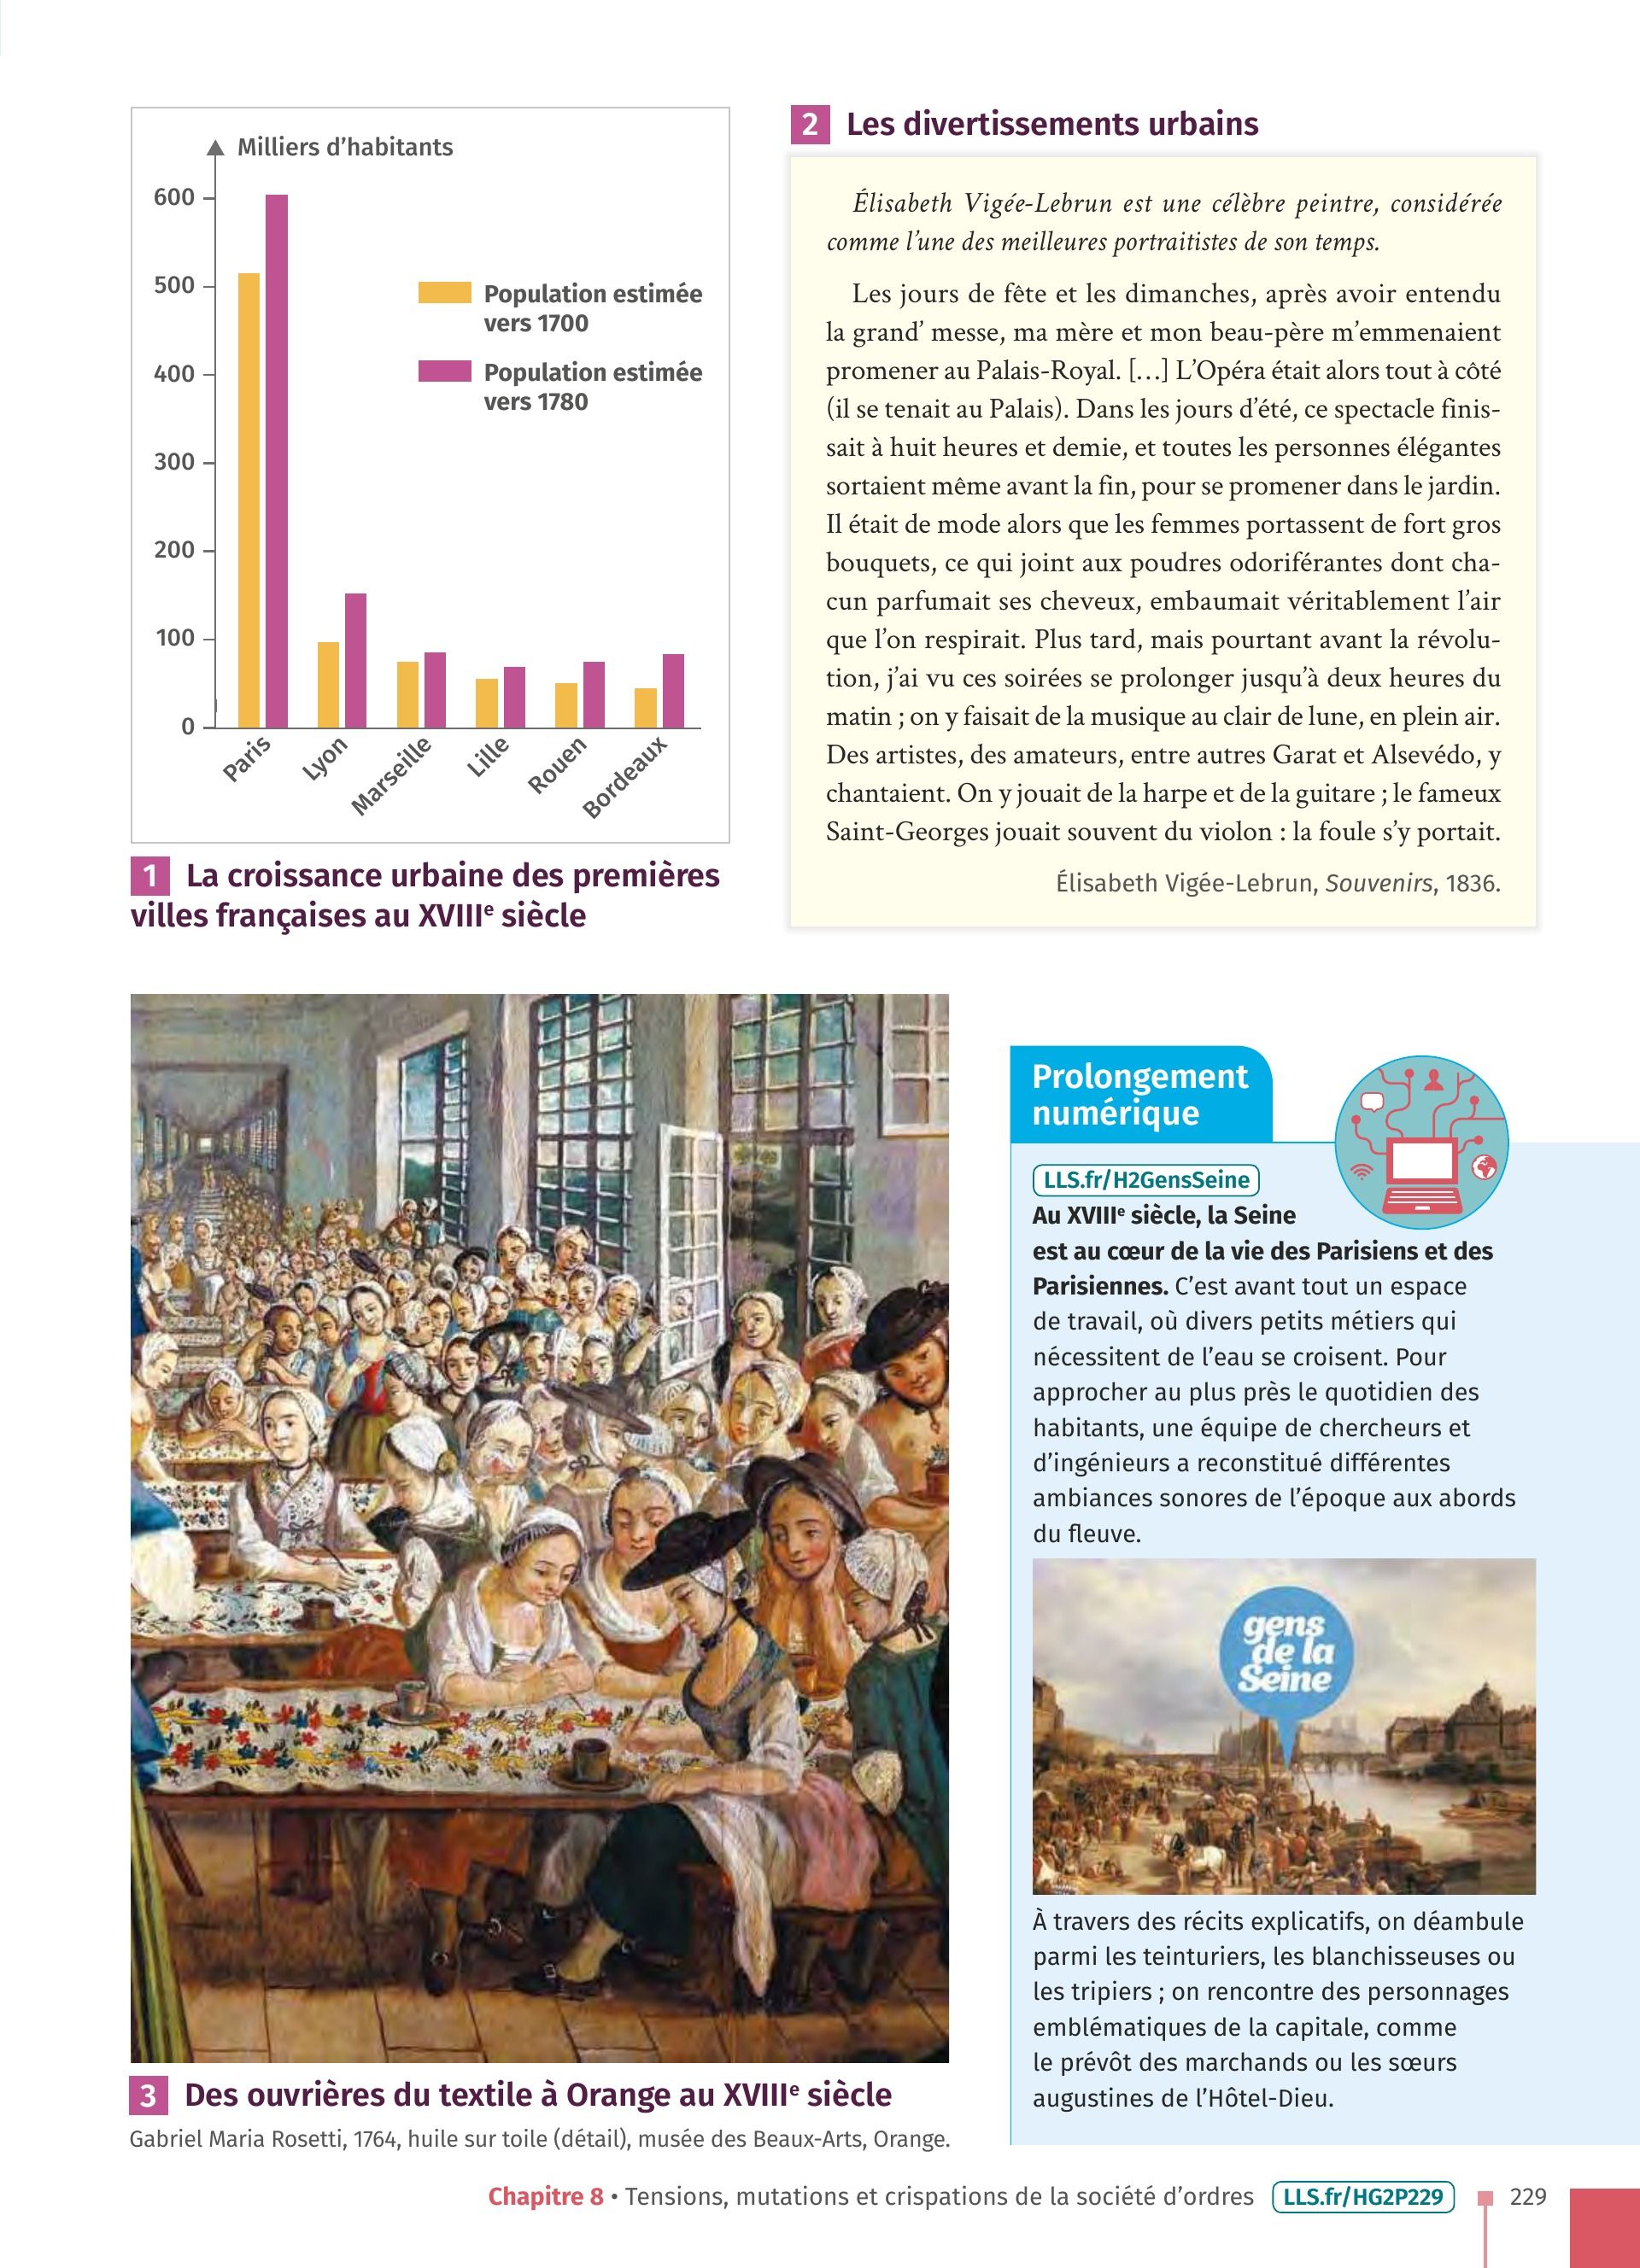 Milliers d’habitants
600
500
400
300
200
100
0
Population estimée
vers 1700
Population estimée
vers 1780
Paris
Lyon
Marseille
Lille
Rouen
Bordeaux
1 La croissance urbaine des premières
villes françaises au XVIIIe siècle
2 Les divertissements urbains
Élisabeth Vigée-Lebrun est une célèbre peintre, considérée
comme l’une des meilleures portraitistes de son temps.
Les jours de fête et les dimanches, après avoir entendu
la grand’ messe, ma mère et mon beau-père m’emmenaient
promener au Palais-Royal. […] L’Opéra était alors tout à côté
(il se tenait au Palais). Dans les jours d’été, ce spectacle finis-
sait à huit heures et demie, et toutes les personnes élégantes
sortaient même avant la fin, pour se promener dans le jardin.
Il était de mode alors que les femmes portassent de fort gros
bouquets, ce qui joint aux poudres odoriférantes dont cha-
cun parfumait ses cheveux, embaumait véritablement l’air
que l’on respirait. Plus tard, mais pourtant avant la révolu-
tion, j’ai vu ces soirées se prolonger jusqu’à deux heures du
matin ; on y faisait de la musique au clair de lune, en plein air.
Des artistes, des amateurs, entre autres Garat et Alsevédo, y
chantaient. On y jouait de la harpe et de la guitare ; le fameux
Saint-Georges jouait souvent du violon : la foule s’y portait.
Élisabeth Vigée-Lebrun, Souvenirs, 1836.
3 Des ouvrières du textile à Orange au XVIIIe siècle
Gabriel Maria Rosetti, 1764, huile sur toile (détail), musée des Beaux-Arts, Orange.
Prolongement
numérique
LLS.fr/H2GensSeine
Au XVIIIe siècle, la Seine
est au cœur de la vie des Parisiens et des
Parisiennes. C’est avant tout un espace
de travail, où divers petits métiers qui
nécessitent de l’eau se croisent. Pour
approcher au plus près le quotidien des
habitants, une équipe de chercheurs et
d’ingénieurs a reconstitué différentes
ambiances sonores de l’époque aux abords
du fleuve.
gens
de la
Seine
À travers des récits explicatifs, on déambule
parmi les teinturiers, les blanchisseuses ou
les tripiers ; on rencontre des personnages
emblématiques de la capitale, comme
le prévôt des marchands ou les sœurs
augustines de l’Hôtel-Dieu.
Chapitre 8 • Tensions, mutations et crispations de la société d’ordres LLS.fr/HG2P229 229